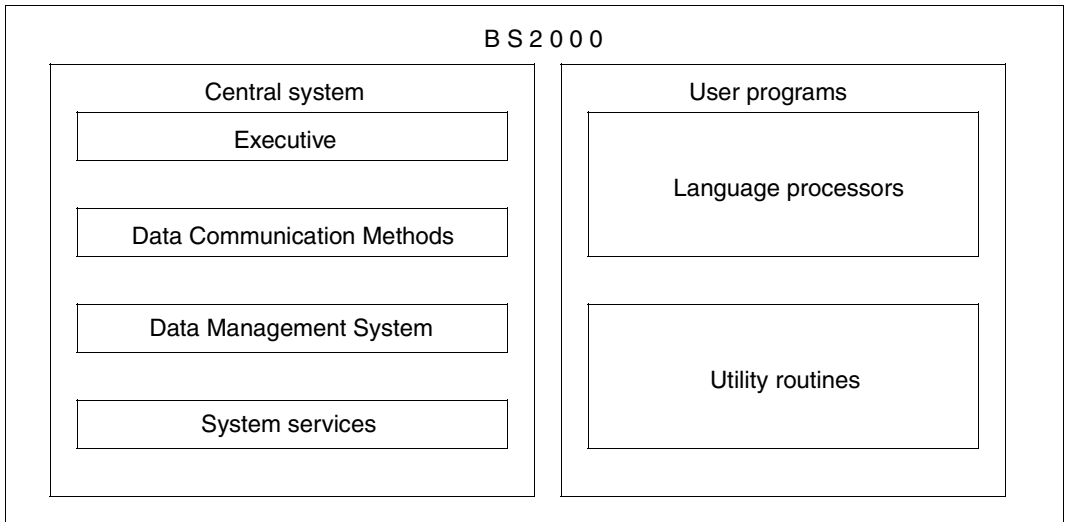 BS2000
Central system
Executive
Data Communication Methods
Data Management System
System services
User programs
Language processors
Utility routines